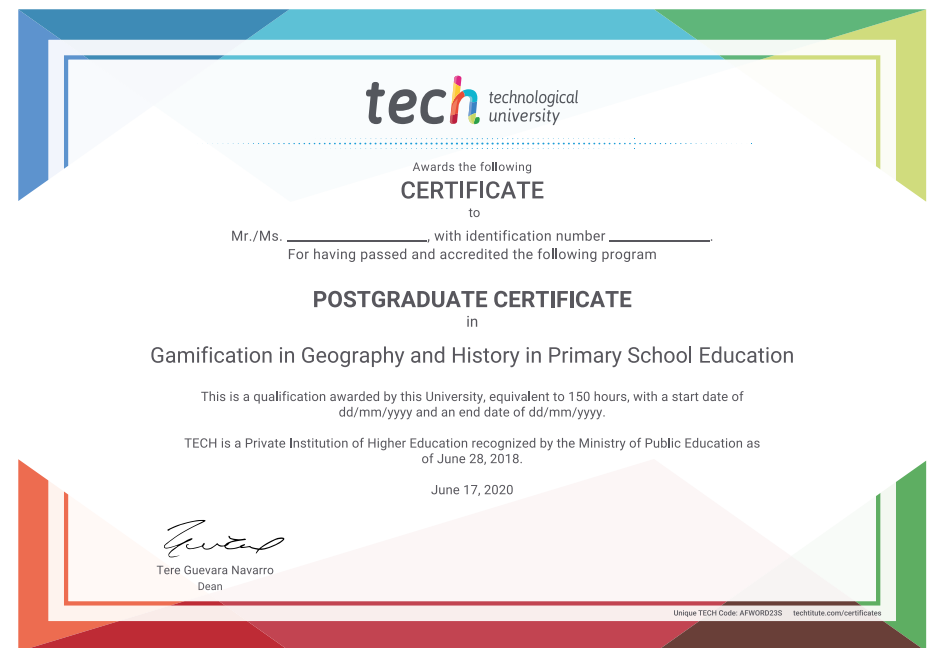 tech technological
university
Awards the following
CERTIFICATE
to
Mr./Ms. ____________________, with identification number ______________.
For having passed and accredited the following program
POSTGRADUATE CERTIFICATE
in
Gamification in Geography and History in Primary School Education
This is a qualification awarded by this University, equivalent to 150 hours, with a start date of
dd/mm/yyyy and an end date of dd/mm/yyyy.
TECH is a Private Institution of Higher Education recognized by the Ministry of Public Education as
of June 28, 2018.
June 17, 2020
Tere Guevara Navarro
Dean
Unique TECH Code: AFWORD23S techtitute.com/certificates